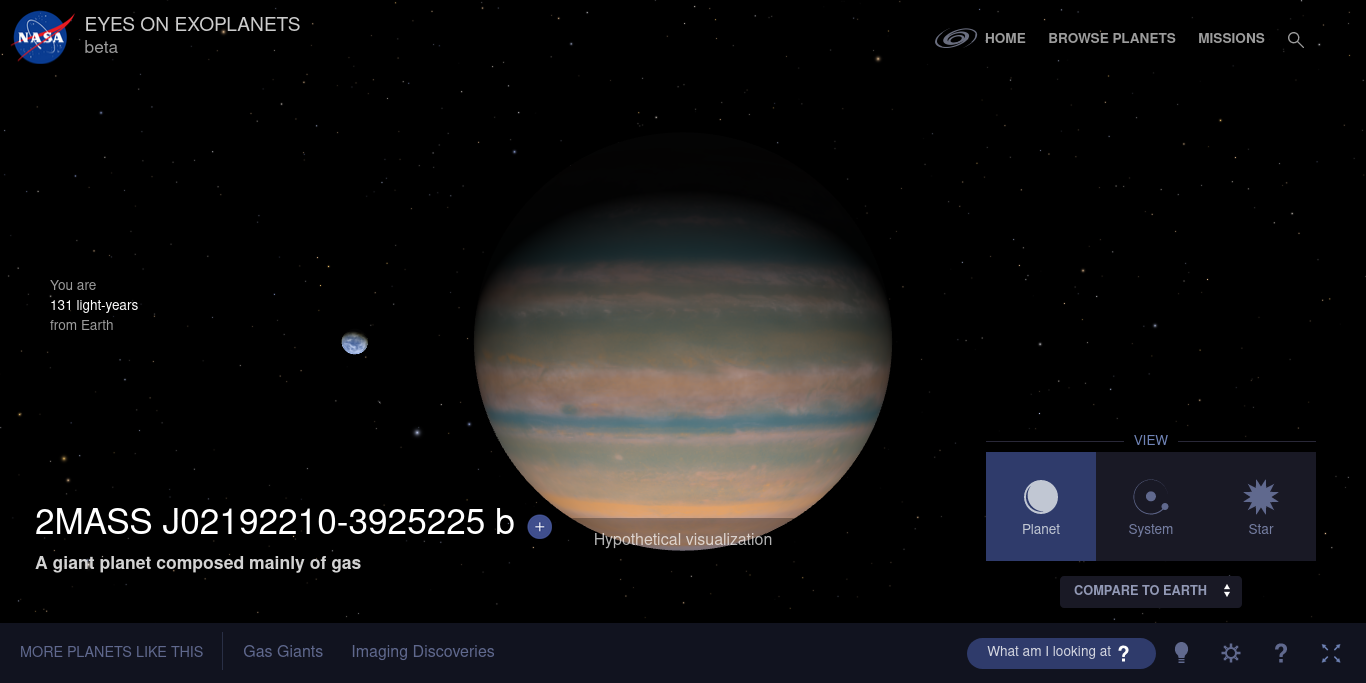 NASA
EYES ON EXOPLANETS
beta
HOME
BROWSE PLANETS
MISSIONS
You are
131 light-years
from Earth
2MASS J02192210-3925225 b
+
A giant planet composed mainly of gas
Hypothetical visualization
VIEW
Planet
System
Star
COMPARE TO EARTH
MORE PLANETS LIKE THIS
Gas Giants
Imaging Discoveries
What am I looking at ?
?